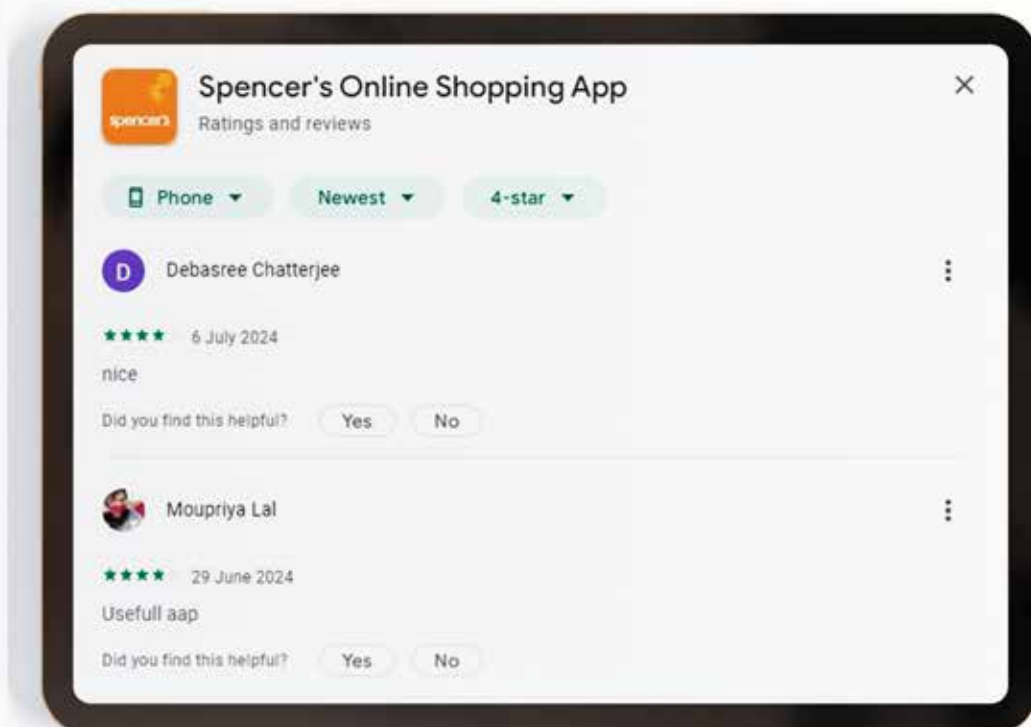 Spencer's Online Shopping App
spencer's
Ratings and reviews
Phone
Newest
4-star
D
Debasree Chatterjee
6 July 2024
nice
Did you find this helpful?
Yes
No
Moupriya Lal
29 June 2024
Usefull aap
Did you find this helpful?
Yes
No